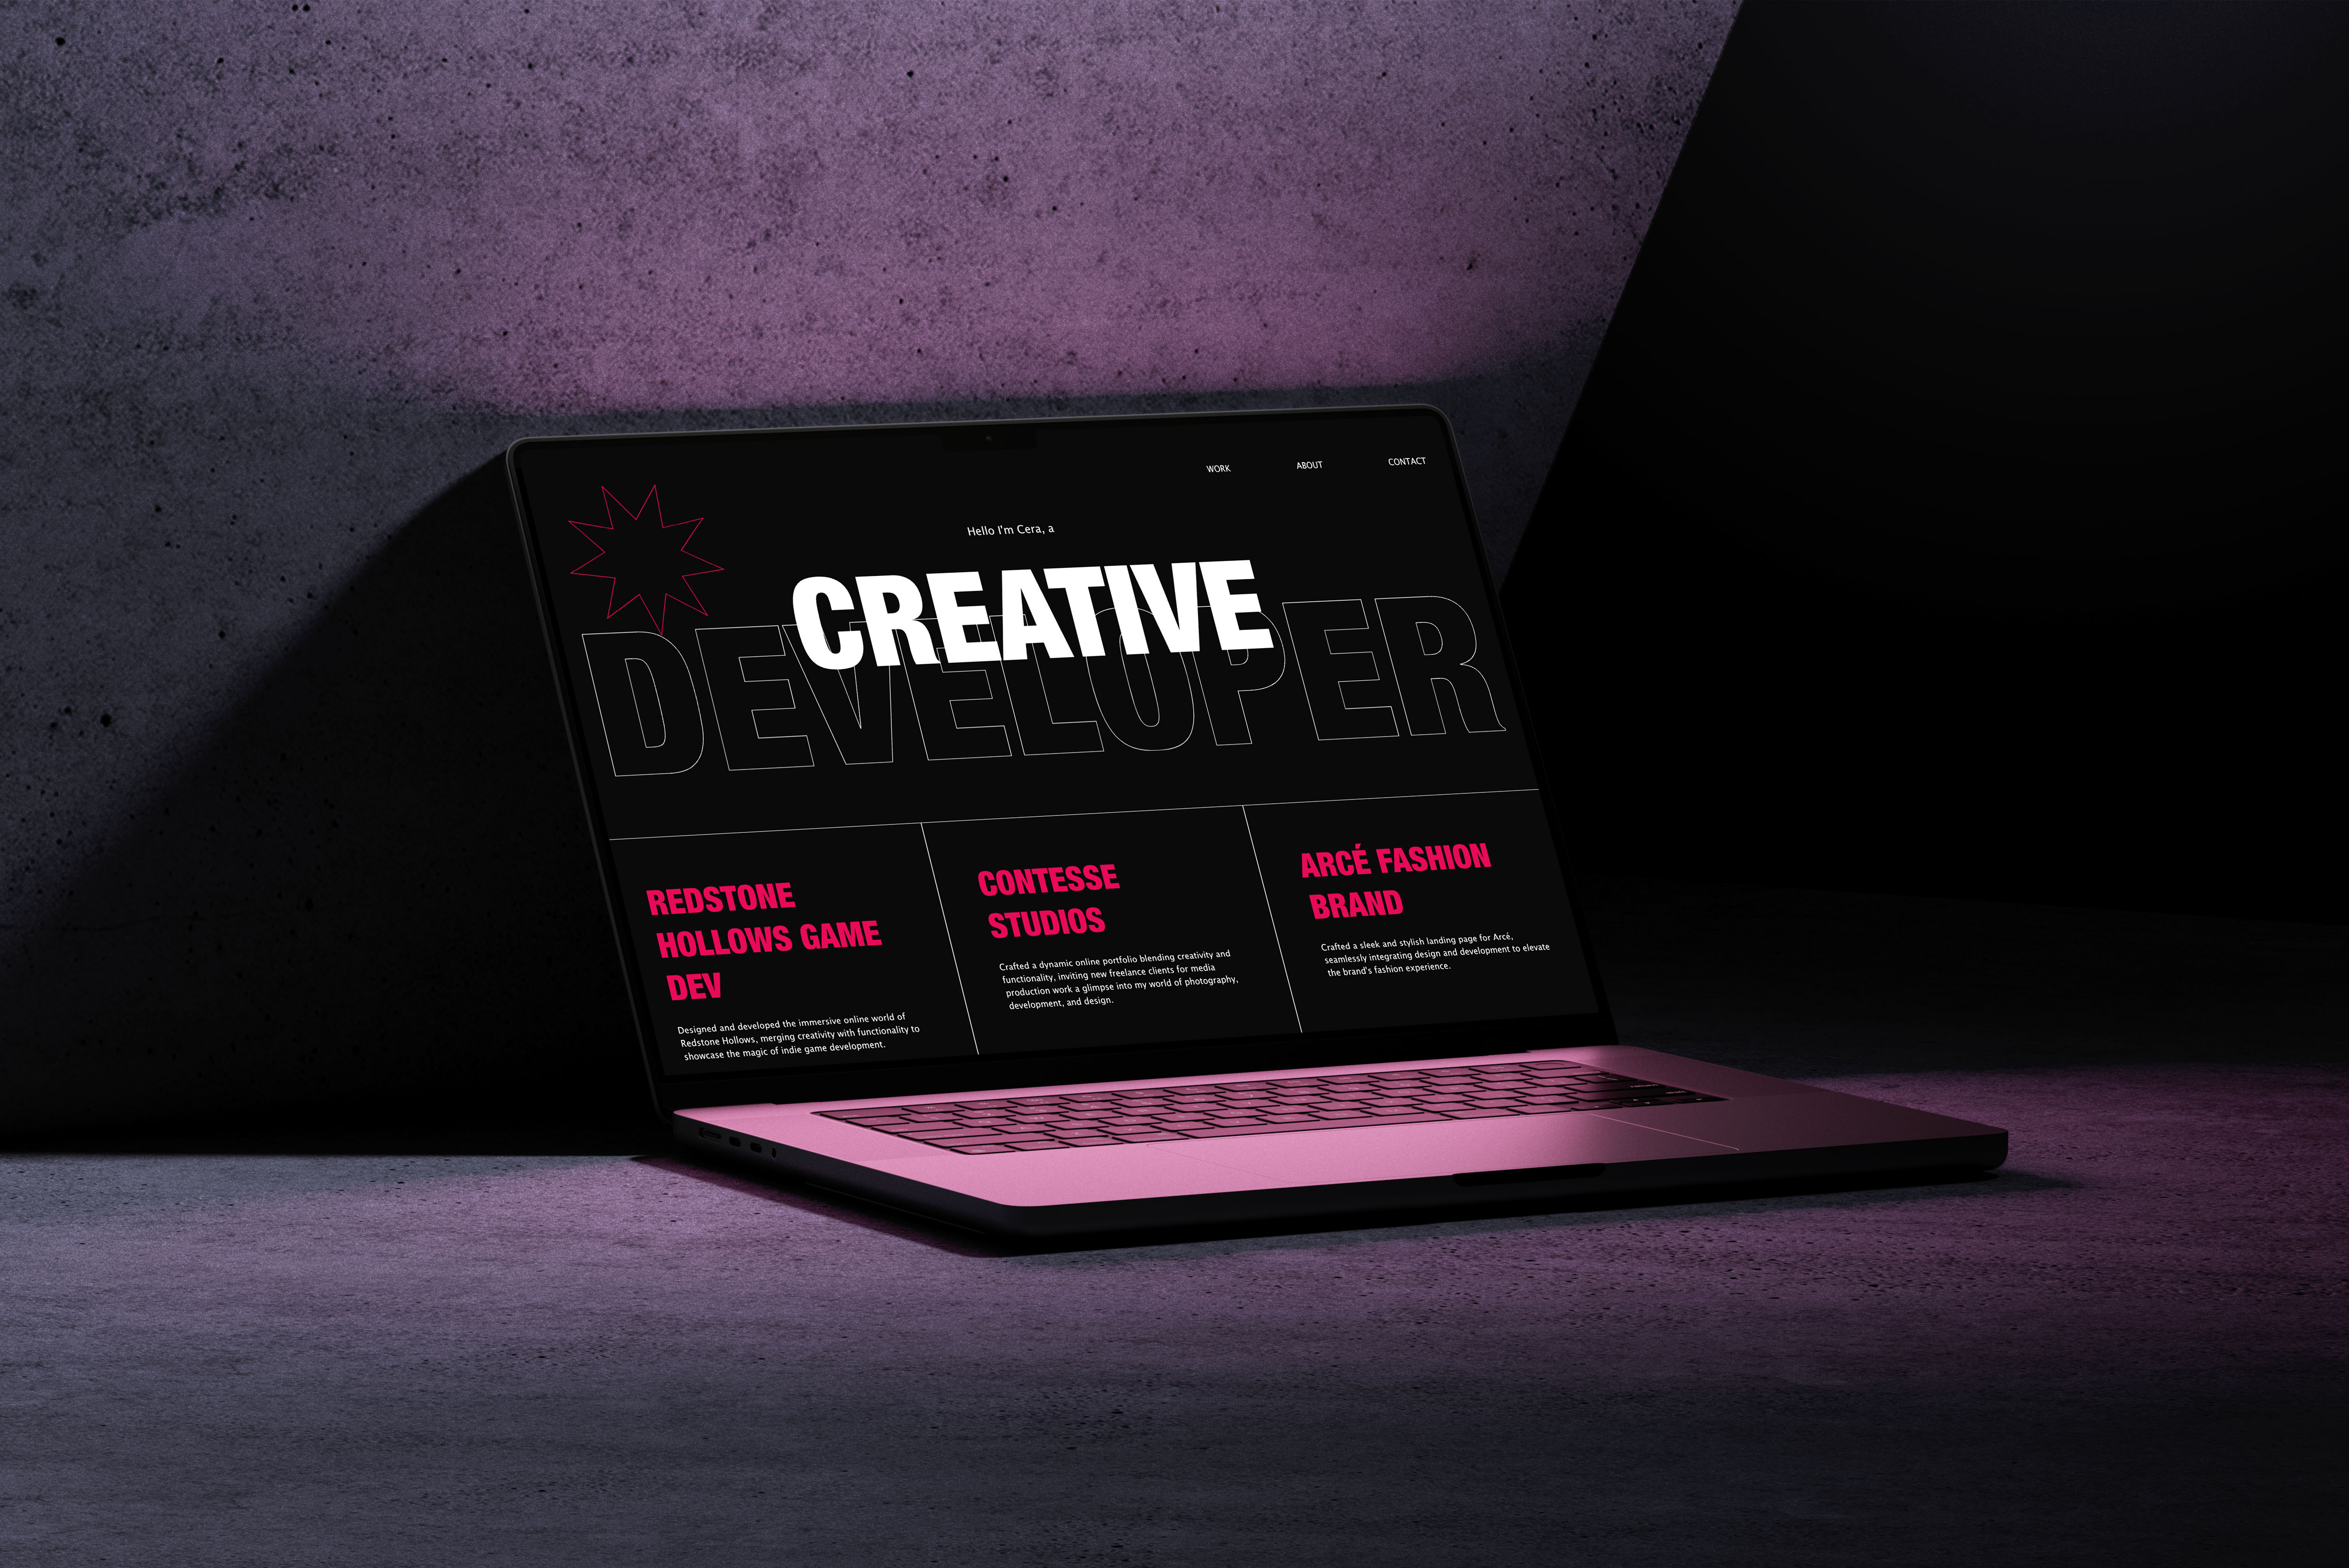 WORK ABOUT CONTACT
Hello I'm Cera, a
CREATIVE
DEVELOPER
REDSTONE
HOLLOWS GAME
DEV
Designed and developed the immersive online world of
Redstone Hollows, merging creativity with functionality to
showcase the magic of indie game development.
CONTESSE
STUDIOS
Crafted a dynamic online portfolio blending creativity and
functionality, inviting new freelance clients for media
production work a glimpse into my world of photography,
development, and design.
ARCÉ FASHION
BRAND
Crafted a sleek and stylish landing page for Arcé,
seamlessly integrating design and development to elevate
the brand's fashion experience.